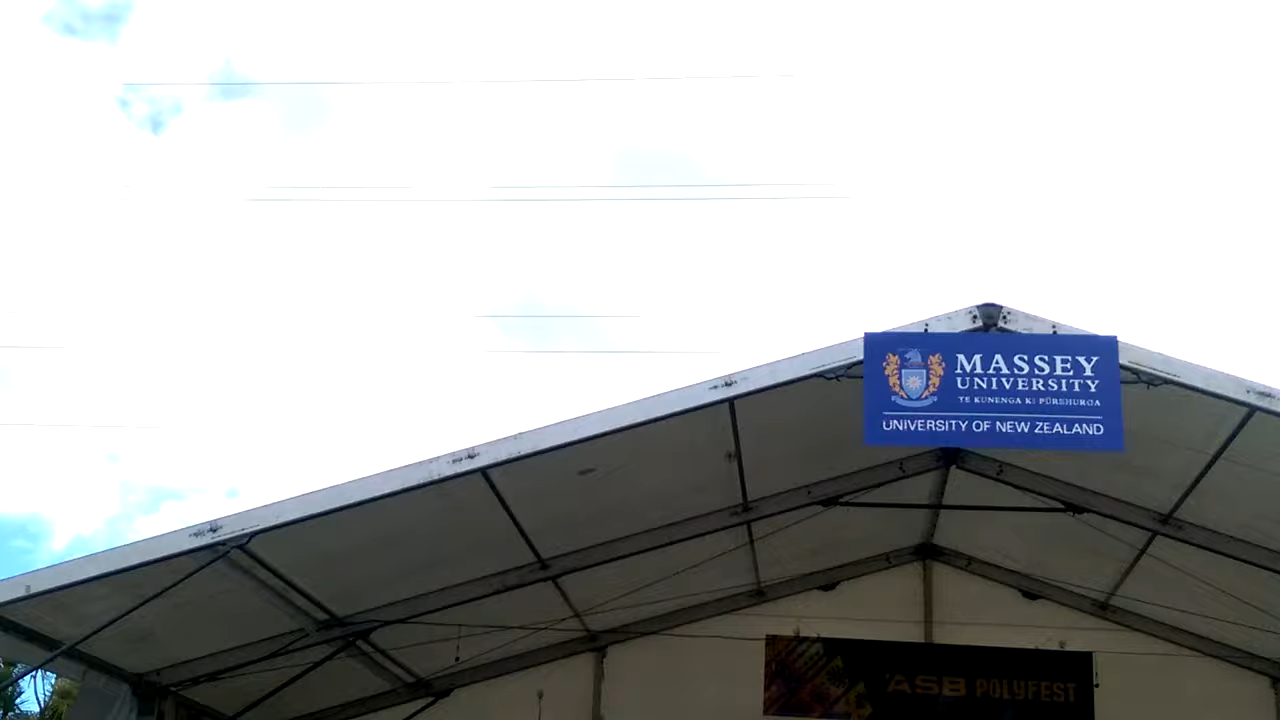 MASSEY
UNIVERSITY
TE KUNENGA KI PŪREHUROA
UNIVERSITY OF NEW ZEALAND
ASB POLYFEST